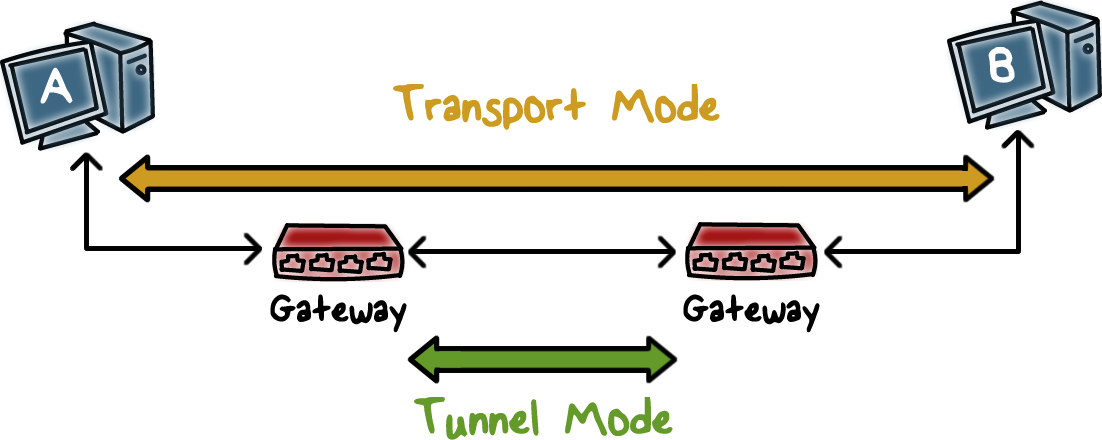 A
B
Transport Mode
Gateway
Gateway
Tunnel Mode